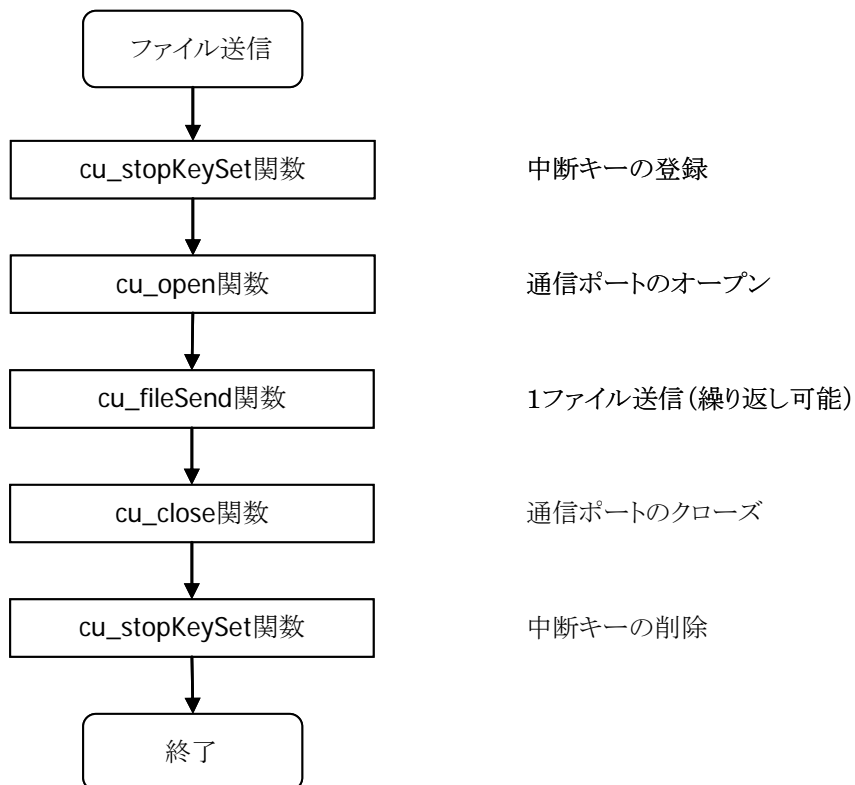 ファイル送信
cu_stopKeySet関数 中断キーの登録
cu_open関数 通信ポートのオープン
cu_fileSend関数 1ファイル送信(繰り返し可能)
cu_close関数 通信ポートのクローズ
cu_stopKeySet関数 中断キーの削除
終了